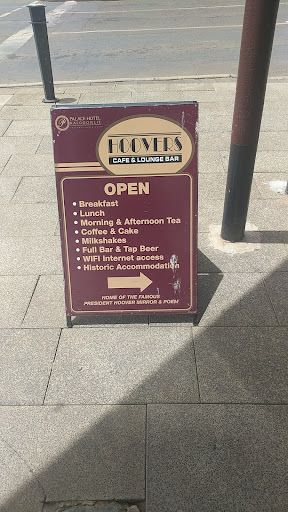 PALACE HOTEL
KALGOORLIE
HOOVERS
CAFE & LOUNGE BAR
OPEN
• Breakfast
• Lunch
• Morning & Afternoon Tea
• Coffee & Cake
• Milkshakes
• Full Bar & Tap Beer
• WIFI Internet access
• Historic Accommodation
HOME OF THE FAMOUS
PRESIDENT HOOVER MIRROR & POEM